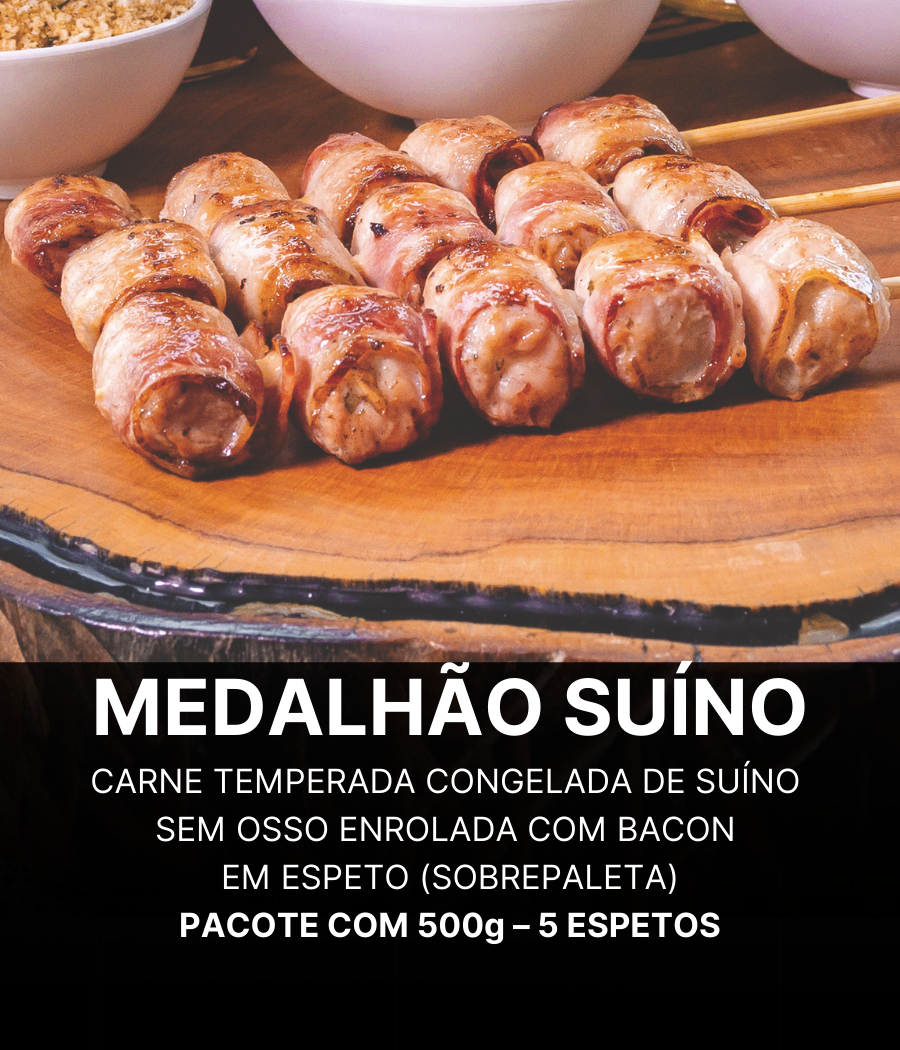 MEDALHÃO SUÍNO
CARNE TEMPERADA CONGELADA DE SUÍNO
SEM OSSO ENROLADA COM BACON
EM ESPETO (SOBREPALETA)
PACOTE COM 500g – 5 ESPETOS